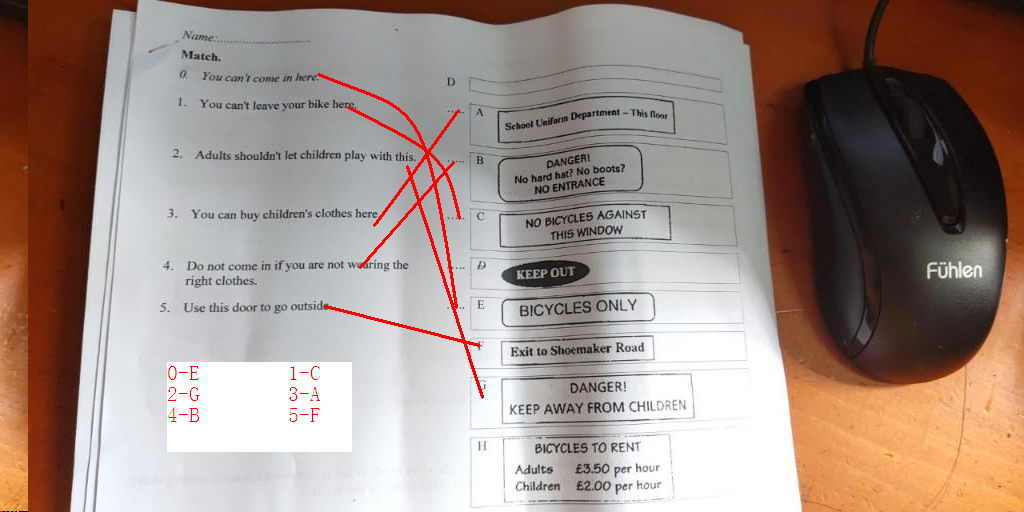 Name:
Match.
0. You can't come in here. D
1. You can't leave your bike here.
2. Adults shouldn't let children play with this.
3. You can buy children's clothes here.
4. Do not come in if you are not wearing the
right clothes.
5. Use this door to go outside.
A School Uniform Department – This floor
B DANGER!
No hard hat? No boots?
NO ENTRANCE
C NO BICYCLES AGAINST
THIS WINDOW
D KEEP OUT
E BICYCLES ONLY
F Exit to Shoemaker Road
G DANGER!
KEEP AWAY FROM CHILDREN
H BICYCLES TO RENT
Adults £3.50 per hour
Children £2.00 per hour
0-E 1-C
2-G 3-A
4-B 5-F
Fühlen